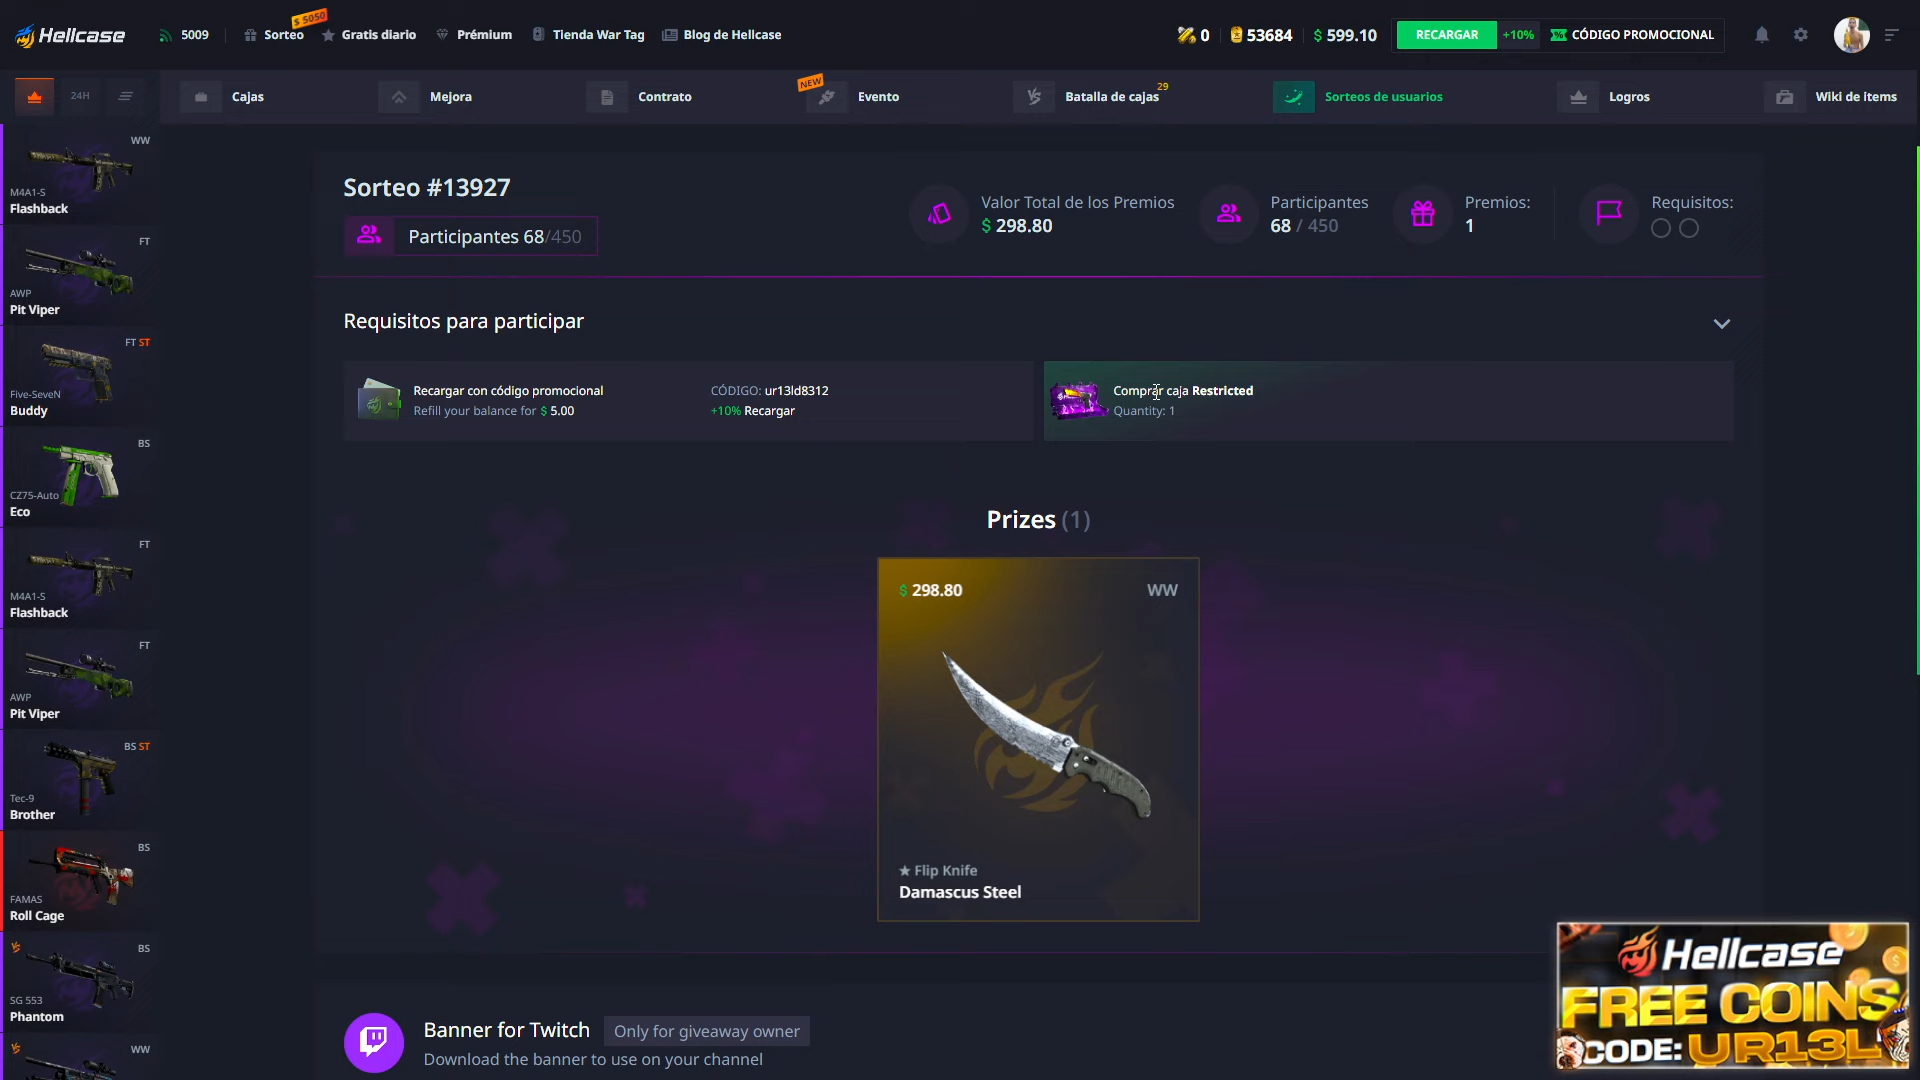 Hellcase
5009
$ 5050
Sorteo
Gratis diario
Prémium
Tienda War Tag
Blog de Hellcase
0
53684
$ 599.10
RECARGAR
+10%
CÓDIGO PROMOCIONAL
24H
Cajas
Mejora
Contrato
NEW
Evento
Batalla de cajas
29
Sorteos de usuarios
Logros
Wiki de items
WW
M4A1-S
Flashback
FT
AWP
Pit Viper
FT ST
Five-SeveN
Buddy
BS
CZ75-Auto
Eco
FT
M4A1-S
Flashback
FT
AWP
Pit Viper
BS ST
Tec-9
Brother
BS
FAMAS
Roll Cage
BS
SG 553
Phantom
WW
Sorteo #13927
Participantes 68/450
Valor Total de los Premios
$ 298.80
Participantes
68 / 450
Premios:
1
Requisitos:
Requisitos para participar
Recargar con código promocional
Refill your balance for $ 5.00
CÓDIGO: ur13ld8312
+10% Recargar
Comprar caja Restricted
Quantity: 1
Prizes (1)
$ 298.80
WW
★ Flip Knife
Damascus Steel
Banner for Twitch
Only for giveaway owner
Download the banner to use on your channel
Hellcase
FREE COINS
CODE: UR13L